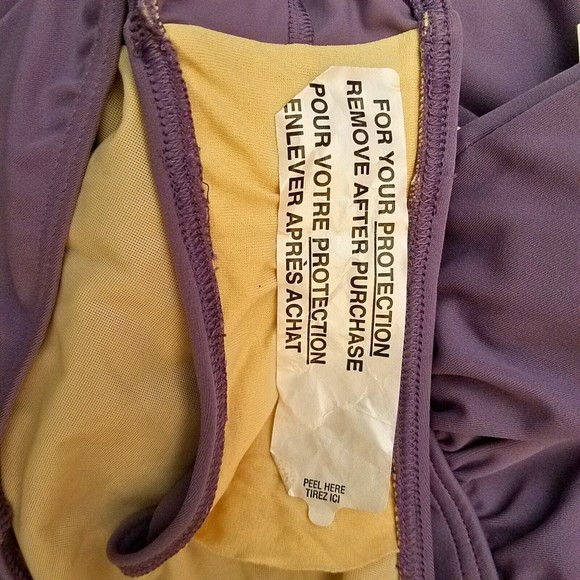 FOR YOUR PROTECTION
REMOVE AFTER PURCHASE
POUR VOTRE PROTECTION
ENLEVER APRÈS ACHAT
PEEL HERE
TIREZ ICI